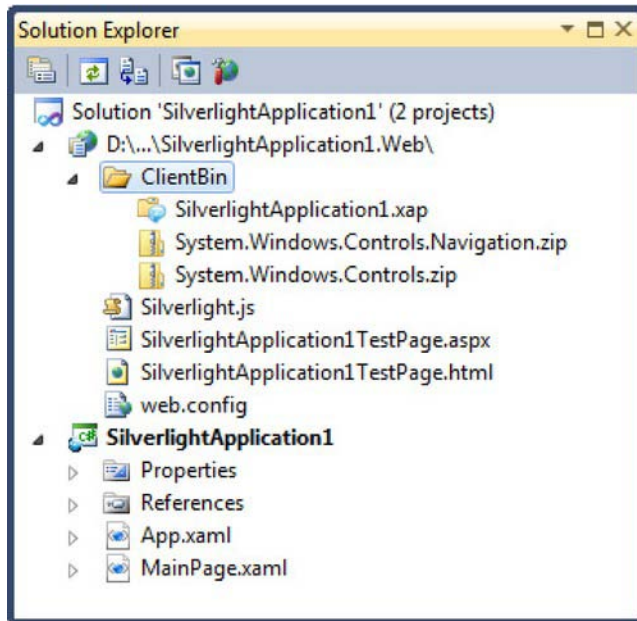 Solution Explorer
Solution 'SilverlightApplication1' (2 projects)
D:\...\SilverlightApplication1.Web\
ClientBin
SilverlightApplication1.xap
System.Windows.Controls.Navigation.zip
System.Windows.Controls.zip
Silverlight.js
SilverlightApplication1TestPage.aspx
SilverlightApplication1TestPage.html
web.config
SilverlightApplication1
Properties
References
App.xaml
MainPage.xaml